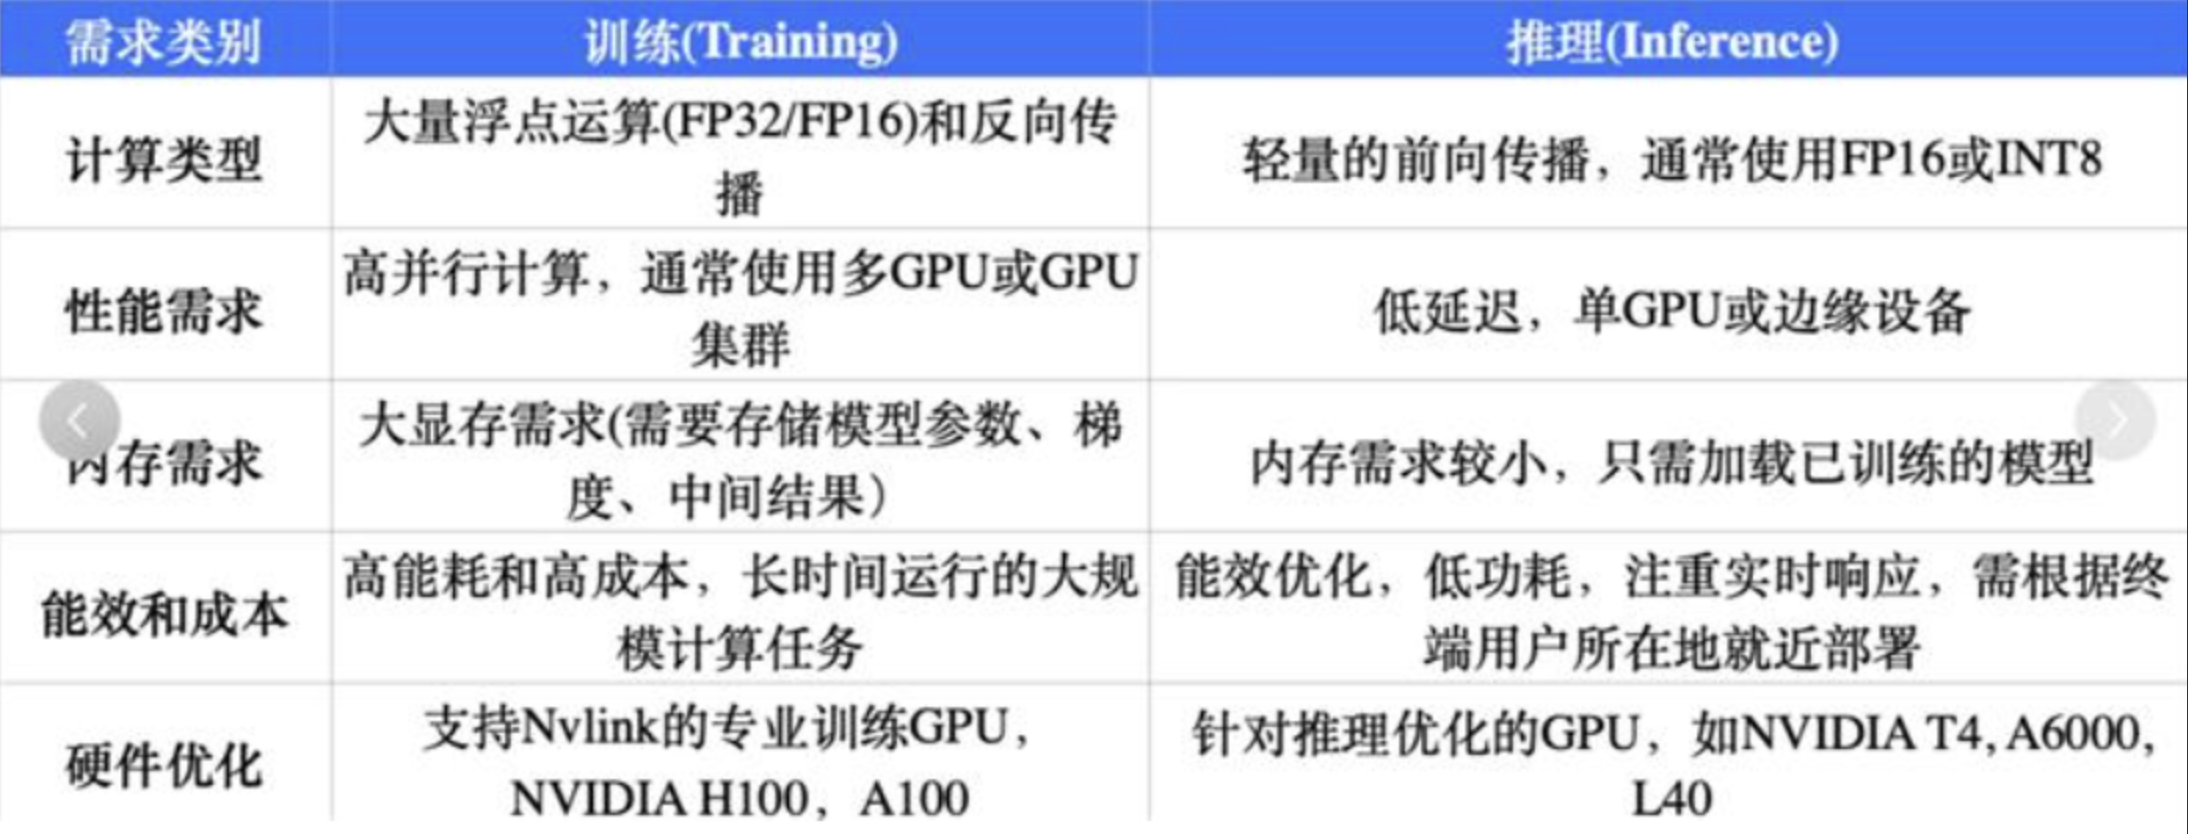 需求类别 训练(Training) 推理(Inference)
计算类型
大量浮点运算(FP32/FP16)和反向传
播
轻量的前向传播，通常使用FP16或INT8
性能需求
高并行计算，通常使用多GPU或GPU
集群
低延迟，单GPU或边缘设备
内存需求
大显存需求(需要存储模型参数、梯
度、中间结果）
内存需求较小，只需加载已训练的模型
能效和成本
高能耗和高成本，长时间运行的大规
模计算任务
能效优化，低功耗，注重实时响应，需根据终
端用户所在地就近部署
硬件优化
支持Nvlink的专业训练GPU，
NVIDIA H100，A100
针对推理优化的GPU，如NVIDIA T4, A6000,
L40